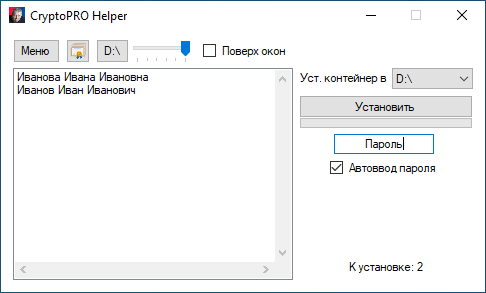 CryptoPRO Helper
Меню
D:\
Поверх окон
Иванова Ивана Ивановна
Иванов Иван Иванович
Уст. контейнер в
D:\
Установить
Пароль
Автоввод пароля
К установке: 2